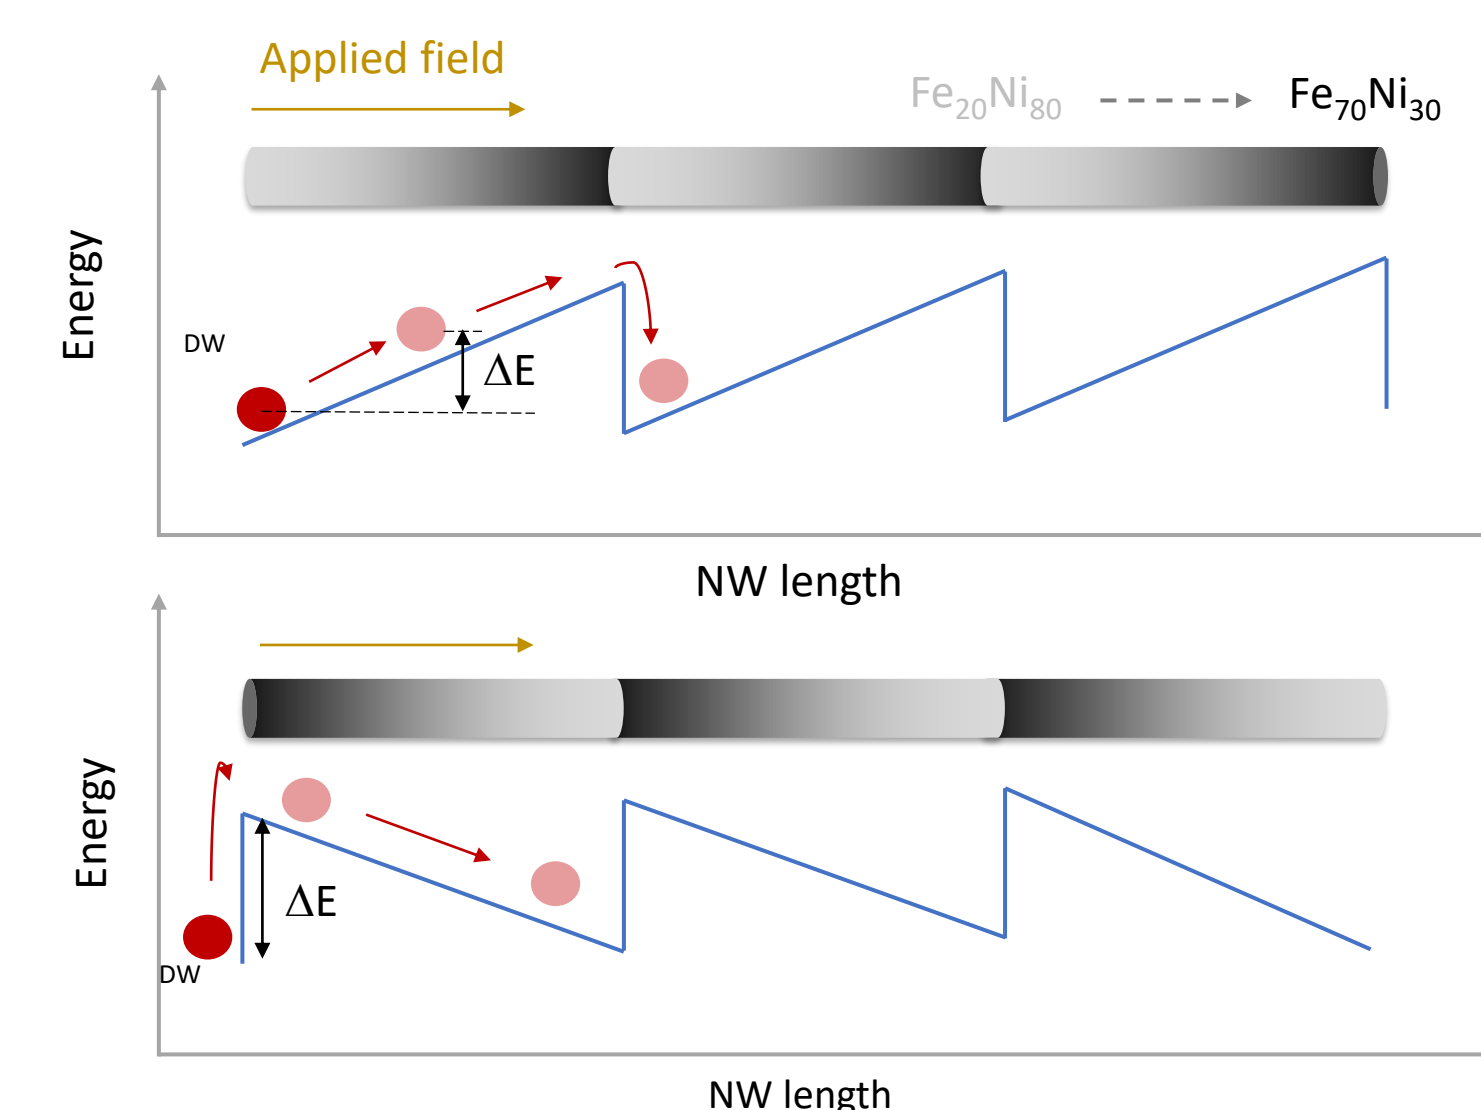 Applied field
Fe₂₀Ni₈₀
Fe₇₀Ni₃₀
Energy
DW
ΔE
NW length
Energy
ΔE
DW
NW length